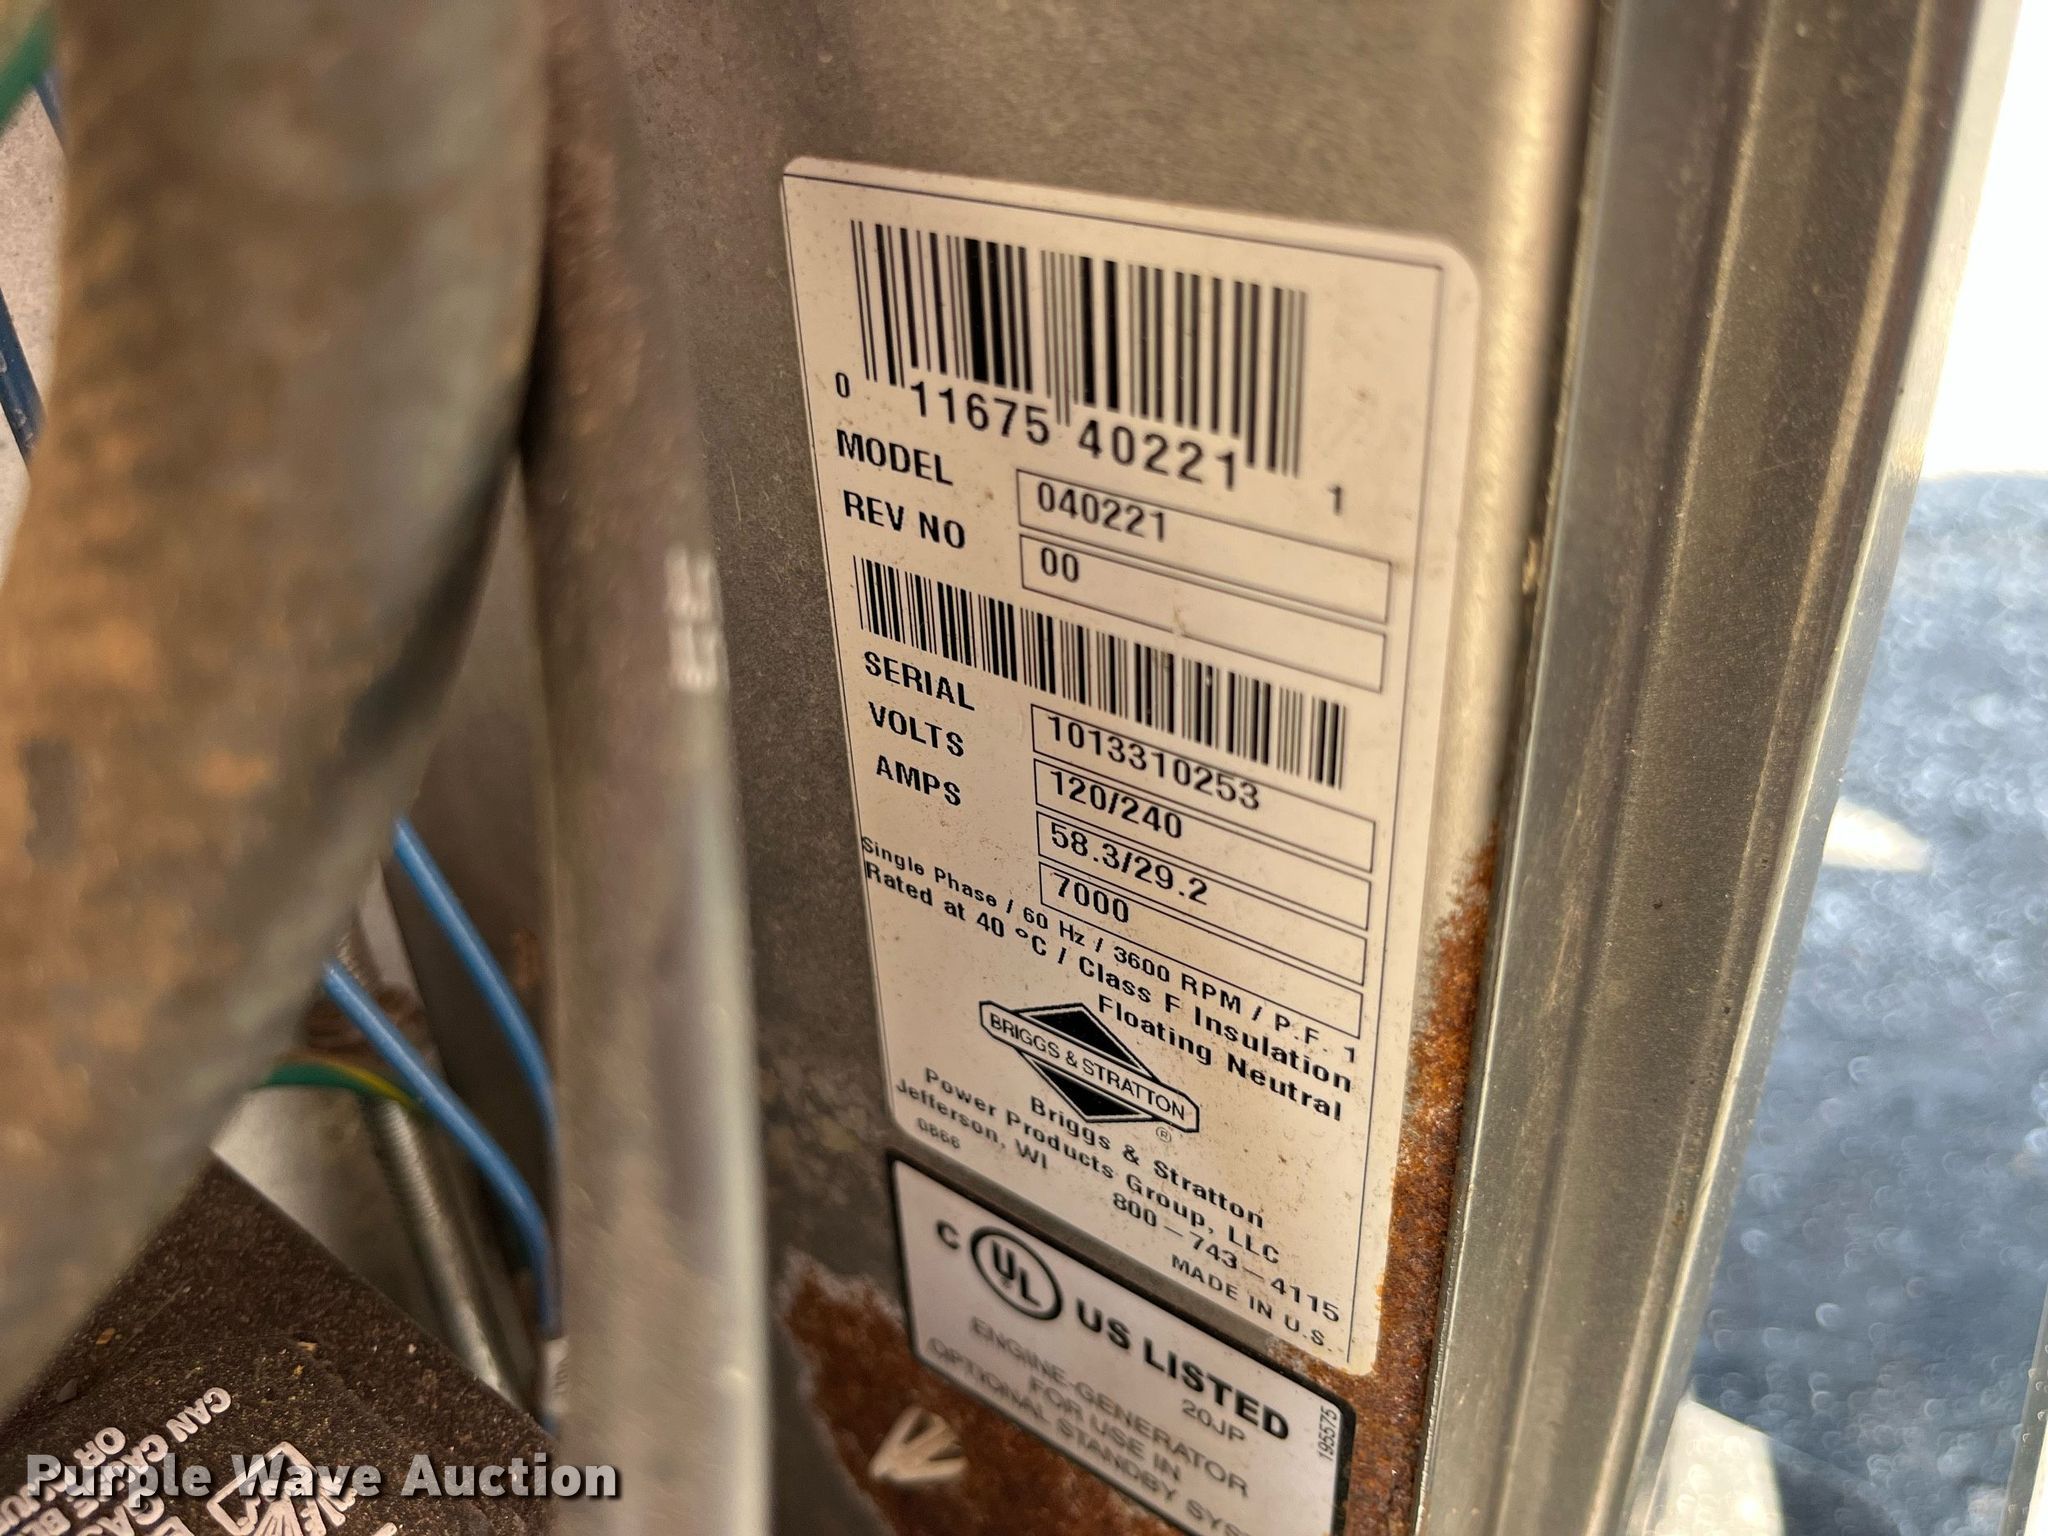 0 11675 40221 1
MODEL 040221
REV NO 00
SERIAL 1013310253
VOLTS 120/240
AMPS 58.3/29.2
7000
Single Phase / 60 Hz / 3600 RPM / P.F. 1
Rated at 40 °C / Class F Insulation
Floating Neutral
BRIGGS & STRATTON
®
Briggs & Stratton
Power Products Group, LLC
Jefferson, WI 800-743-4115
0866 MADE IN U.S.
C UL US LISTED
20JP
ENGINE-GENERATOR
FOR USE IN
OPTIONAL STANDBY SYS
195575
CAN CAUSE
OR
Purple Wave Auction